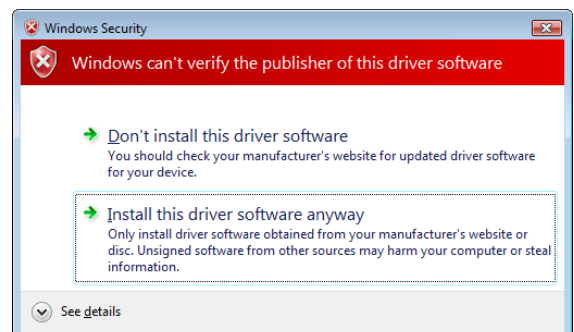 Windows Security
Windows can't verify the publisher of this driver software
Don't install this driver software
You should check your manufacturer's website for updated driver software
for your device.
Install this driver software anyway
Only install driver software obtained from your manufacturer's website or
disc. Unsigned software from other sources may harm your computer or steal
information.
See details